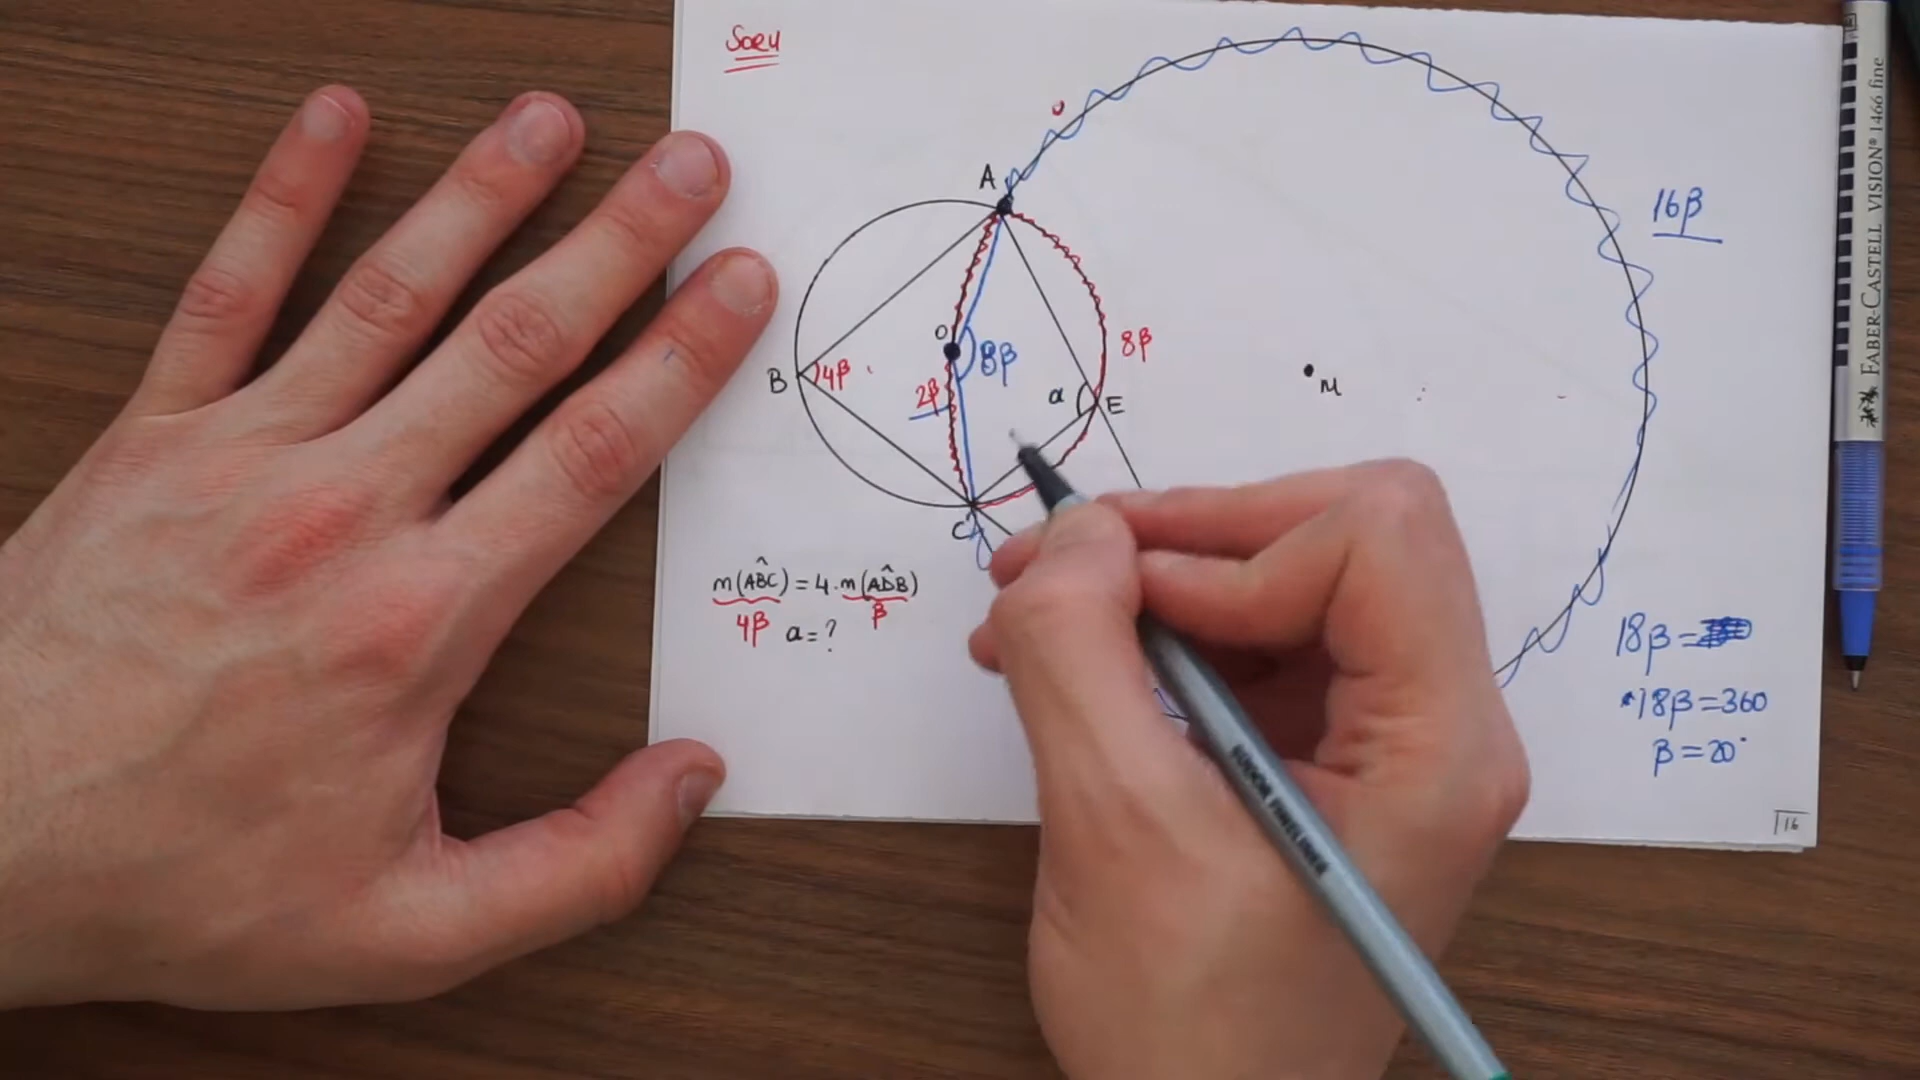 Soru
A
O
B
4β
2β
8β
α
E
8β
C
M
16β
m(ABC) = 4.m(ADB)
4β
β
a = ?
18β =
18β = 360
β = 20°
16
FABER-CASTELL VISION® 1466 fine